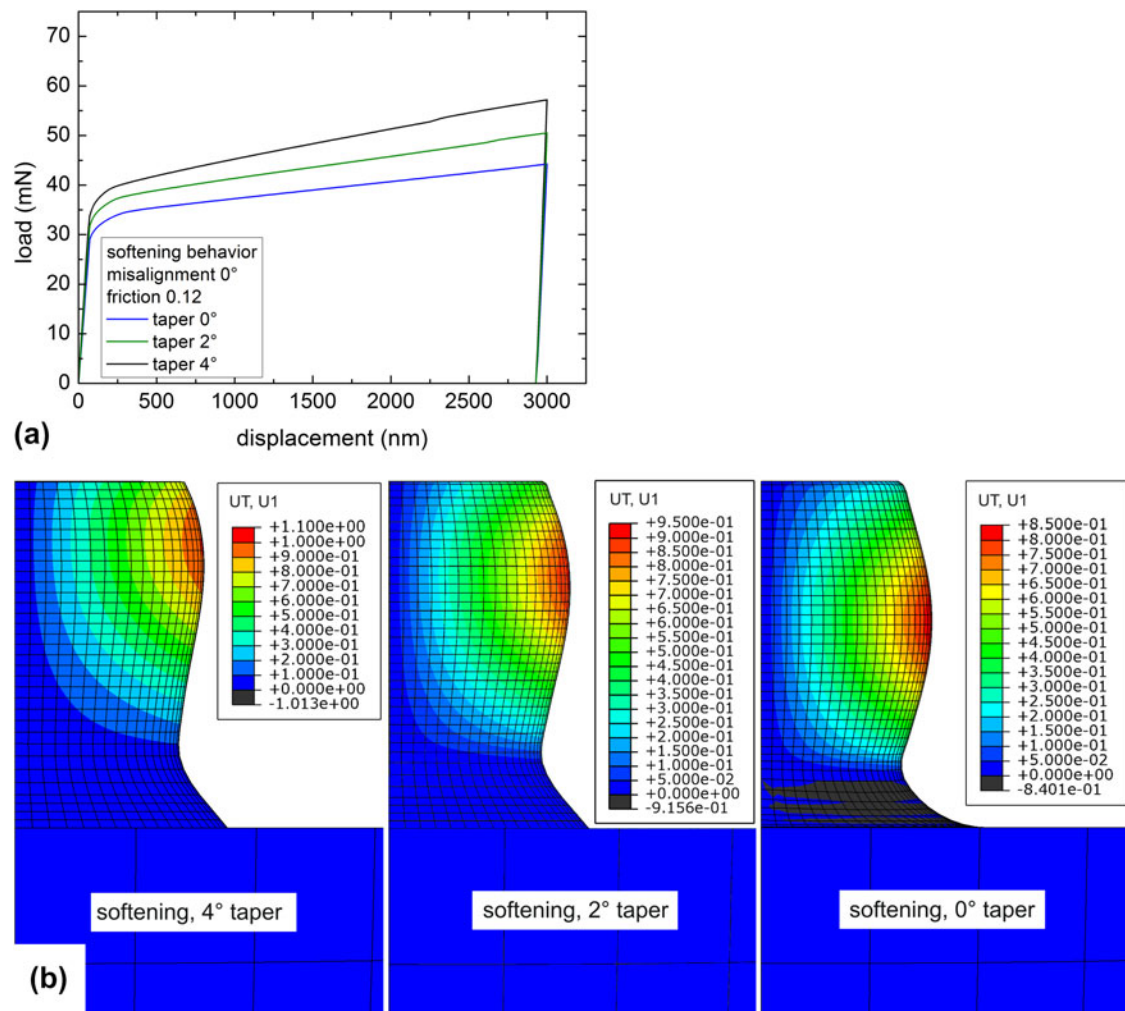 70
60
50
40
30
20
10
0
load (mN)
softening behavior
misalignment 0°
friction 0.12
taper 0°
taper 2°
taper 4°
0 500 1000 1500 2000 2500 3000
displacement (nm)
(a)
UT, U1
+1.100e+00
+1.000e+00
+9.000e-01
+8.000e-01
+7.000e-01
+6.000e-01
+5.000e-01
+4.000e-01
+3.000e-01
+2.000e-01
+1.000e-01
+0.000e+00
-1.013e+00
softening, 4° taper
UT, U1
+9.500e-01
+9.000e-01
+8.500e-01
+8.000e-01
+7.500e-01
+7.000e-01
+6.500e-01
+6.000e-01
+5.500e-01
+5.000e-01
+4.500e-01
+4.000e-01
+3.500e-01
+3.000e-01
+2.500e-01
+2.000e-01
+1.500e-01
+1.000e-01
+5.000e-02
+0.000e+00
-9.156e-01
softening, 2° taper
UT, U1
+8.500e-01
+8.000e-01
+7.500e-01
+7.000e-01
+6.500e-01
+6.000e-01
+5.500e-01
+5.000e-01
+4.500e-01
+4.000e-01
+3.500e-01
+3.000e-01
+2.500e-01
+2.000e-01
+1.500e-01
+1.000e-01
+5.000e-02
+0.000e+00
-8.401e-01
softening, 0° taper
(b)